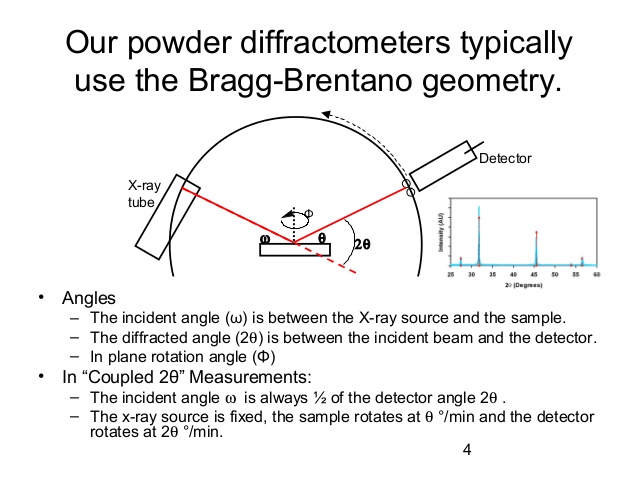 Our powder diffractometers typically
use the Bragg-Brentano geometry.
X-ray
tube
Detector
Φ
ω
θ
2θ
Intensity (AU)
25 30 35 40 45 50 55 60
2θ (Degrees)
• Angles
– The incident angle (ω) is between the X-ray source and the sample.
– The diffracted angle (2θ) is between the incident beam and the detector.
– In plane rotation angle (Φ)
• In “Coupled 2θ” Measurements:
– The incident angle ω is always ½ of the detector angle 2θ .
– The x-ray source is fixed, the sample rotates at θ °/min and the detector
rotates at 2θ °/min.
4